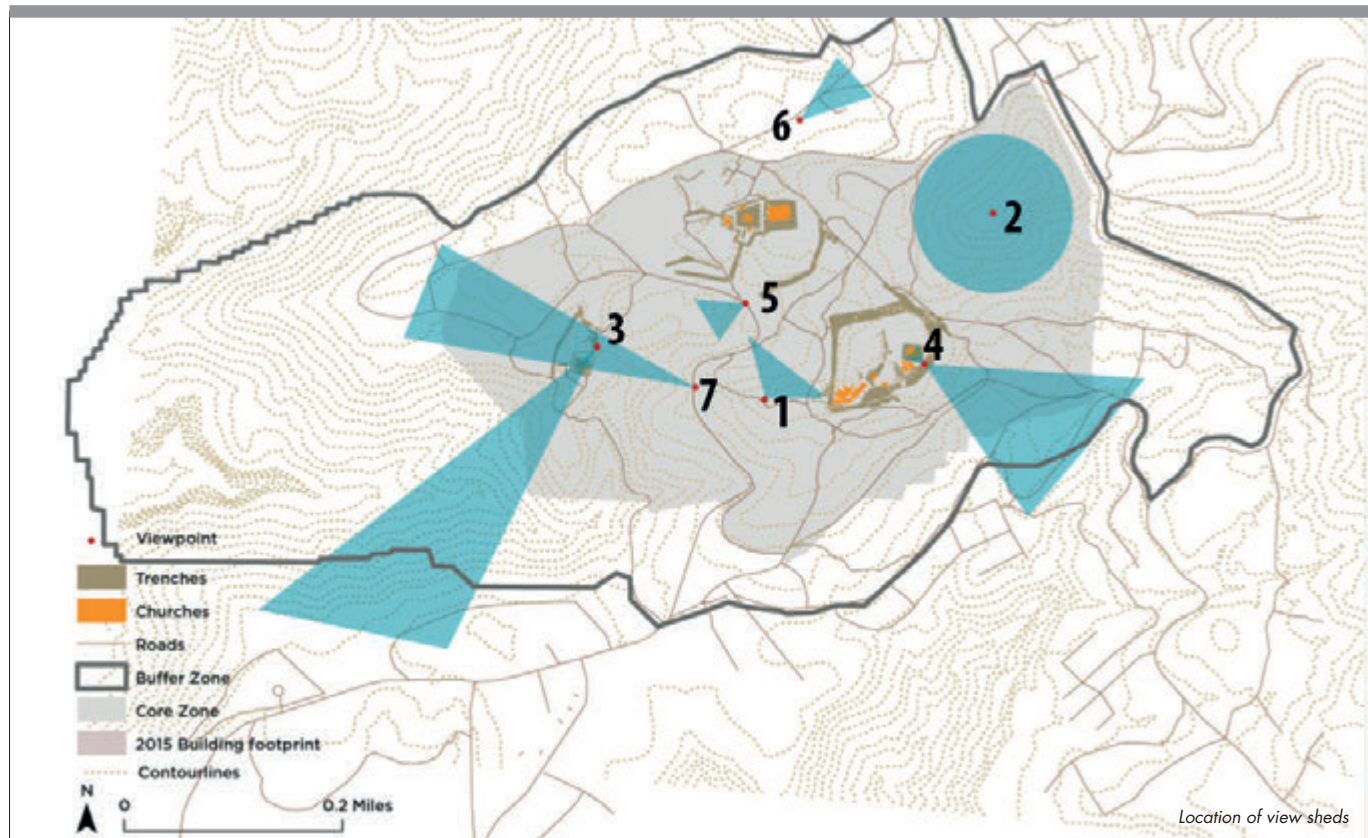 6
2
5
3
4
7
1
Viewpoint
Trenches
Churches
Roads
Buffer Zone
Core Zone
2015 Building footprint
Contourlines
N
0 0.2 Miles
Location of view sheds